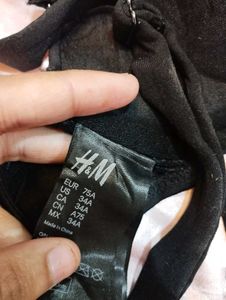 H&M
EUR 75A
US 34A
CA 34A
CN A75
MX 34A
Made in China